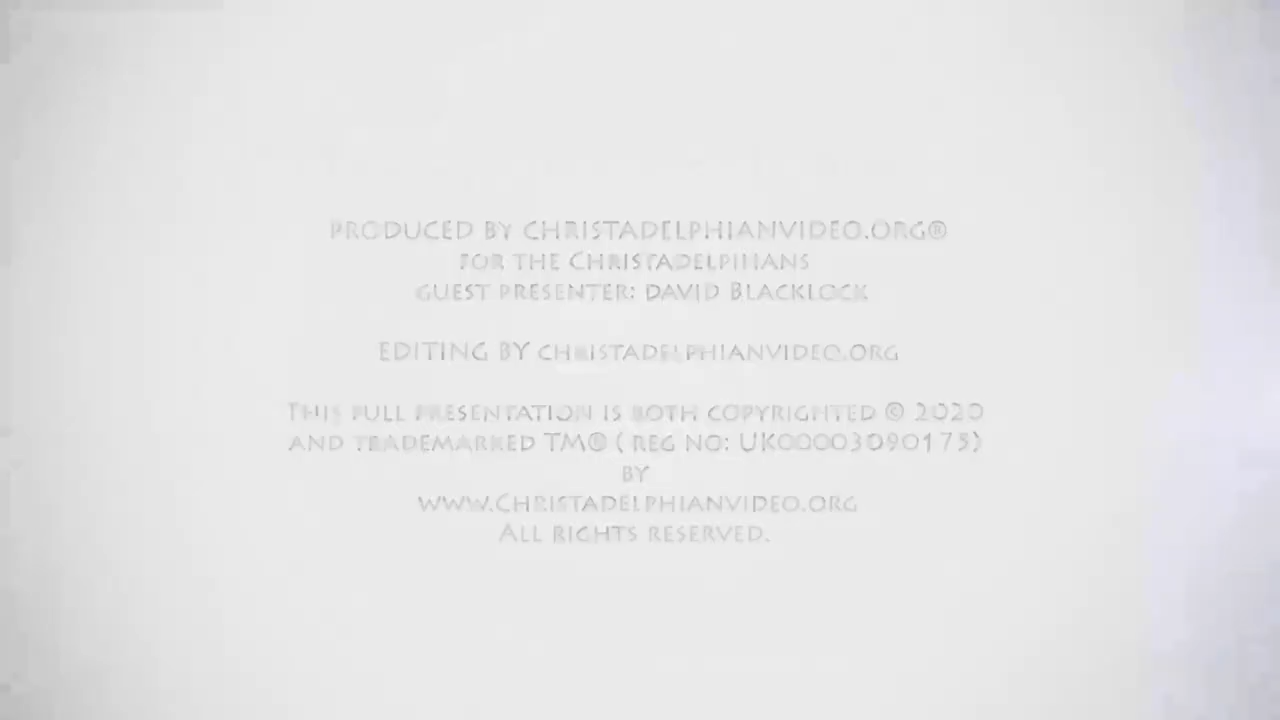 PRODUCED BY CHRISTADELPHIANVIDEO.ORG®
FOR THE CHRISTADELPHIANS
GUEST PRESENTER: DAVID BLACKLOCK
EDITING BY CHRISTADELPHIANVIDEO.ORG
THIS FULL PRESENTATION IS BOTH COPYRIGHTED © 2020
AND TRADEMARKED TM® ( REG NO: UK00003090175)
BY
WWW.CHRISTADELPHIANVIDEO.ORG
ALL RIGHTS RESERVED.